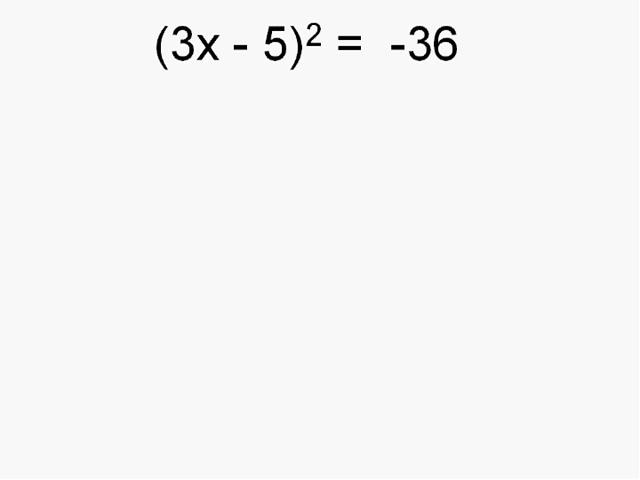 (3x - 5)² = -36